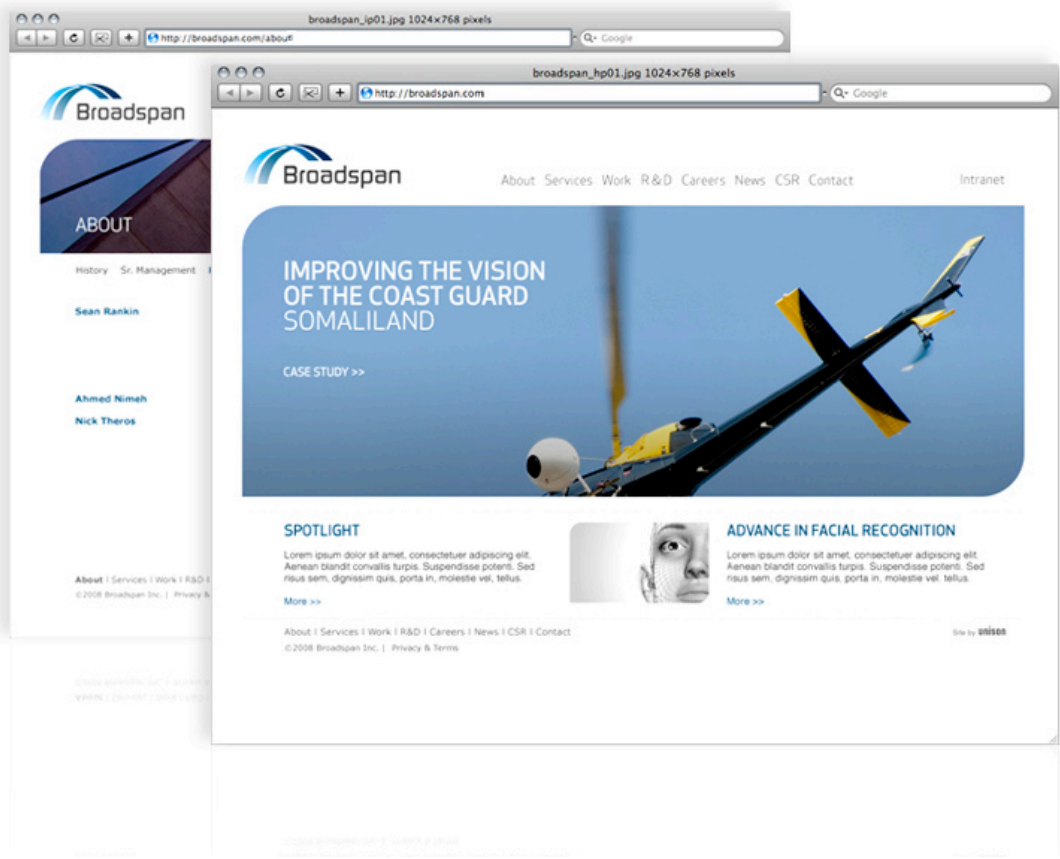 broadspan_ip01.jpg 1024×768 pixels
http://broadspan.com/about
Google
Broadspan
ABOUT
History Sr. Management
Sean Rankin
Ahmed Nimeh
Nick Theros
About | Services | Work | R&D |
©2008 Broadspan Inc. | Privacy &
broadspan_hp01.jpg 1024×768 pixels
http://broadspan.com
Google
Broadspan
About Services Work R&D Careers News CSR Contact
Intranet
IMPROVING THE VISION
OF THE COAST GUARD
SOMALILAND
CASE STUDY >>
SPOTLIGHT
Lorem ipsum dolor sit amet, consectetuer adipiscing elit.
Aenean blandit convallis turpis. Suspendisse potenti. Sed
risus sem, dignissim quis, porta in, molestie vel, tellus.
More >>
ADVANCE IN FACIAL RECOGNITION
Lorem ipsum dolor sit amet, consectetuer adipiscing elit.
Aenean blandit convallis turpis. Suspendisse potenti. Sed
risus sem, dignissim quis, porta in, molestie vel, tellus.
More >>
About | Services | Work | R&D | Careers | News | CSR | Contact
©2008 Broadspan Inc. | Privacy & Terms
Site by unison